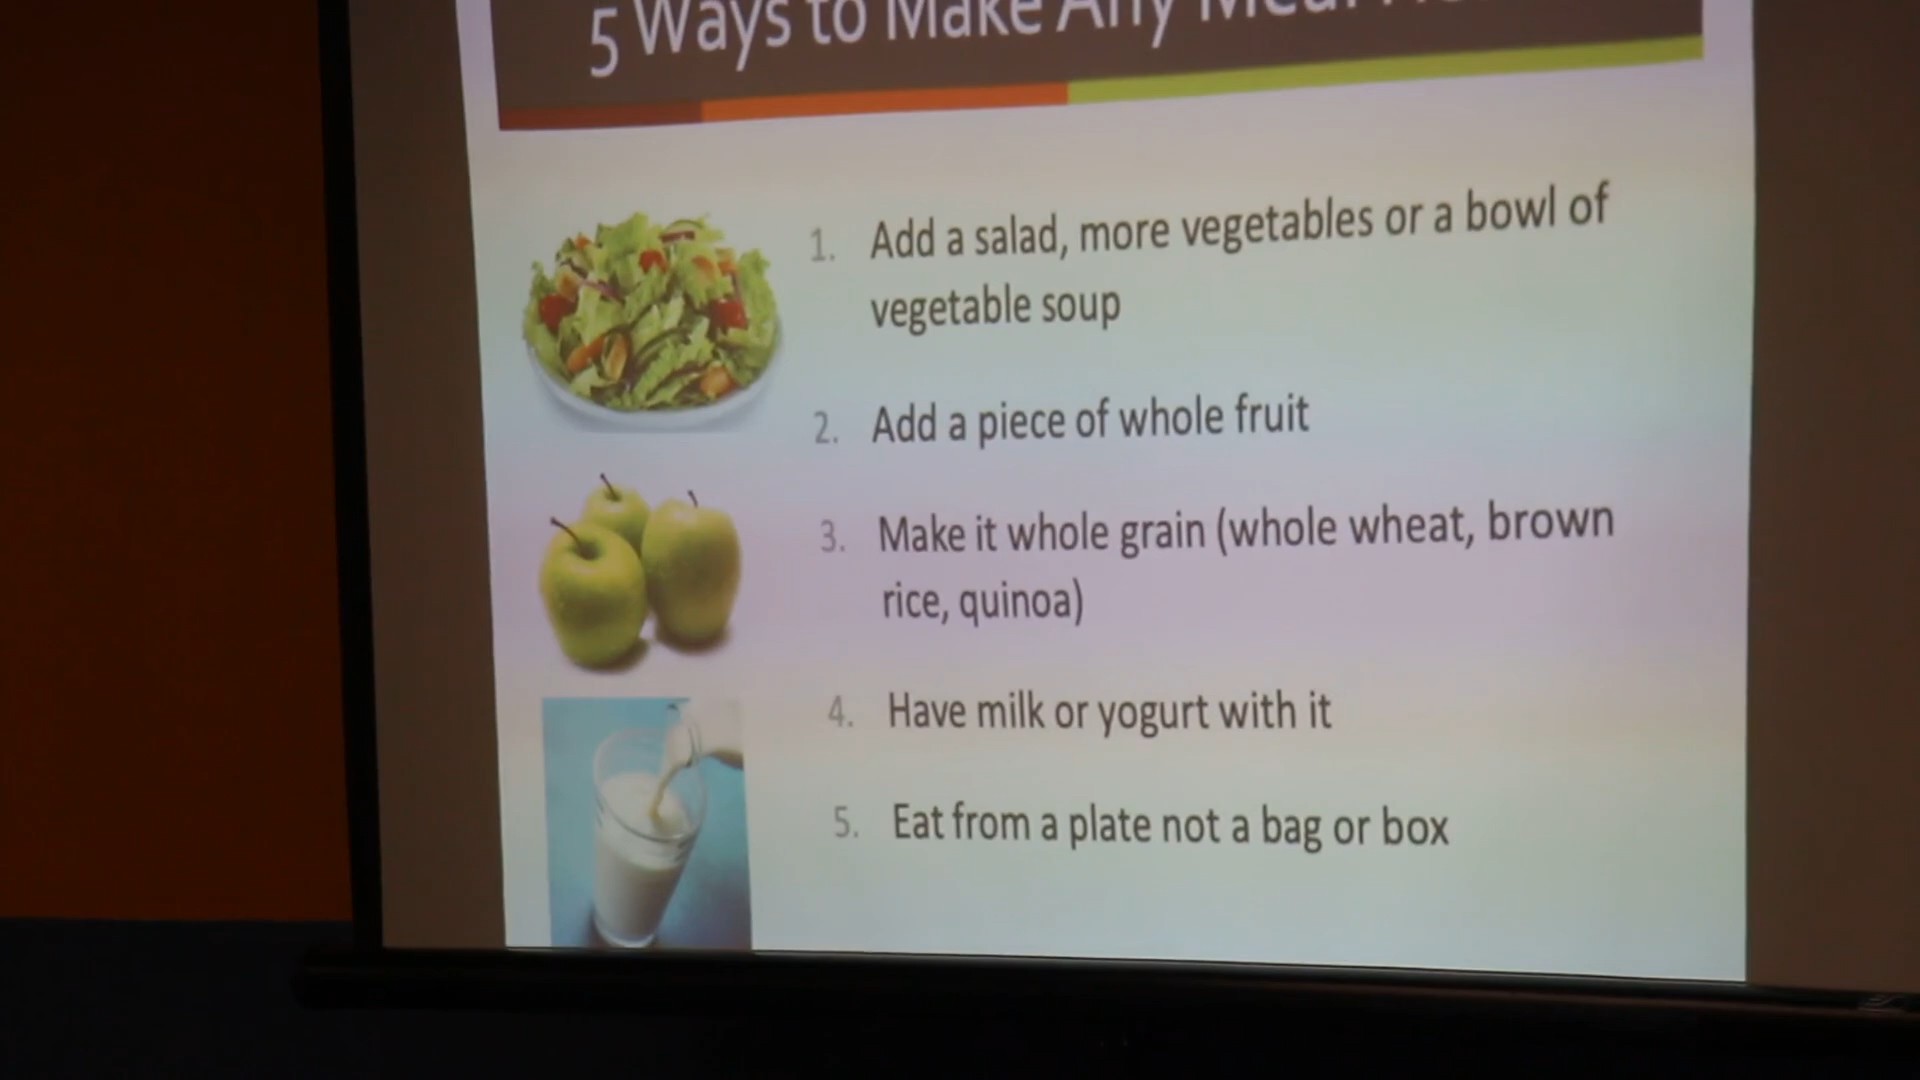 5 Ways to Make Any Meal
1. Add a salad, more vegetables or a bowl of
vegetable soup
2. Add a piece of whole fruit
3. Make it whole grain (whole wheat, brown
rice, quinoa)
4. Have milk or yogurt with it
5. Eat from a plate not a bag or box